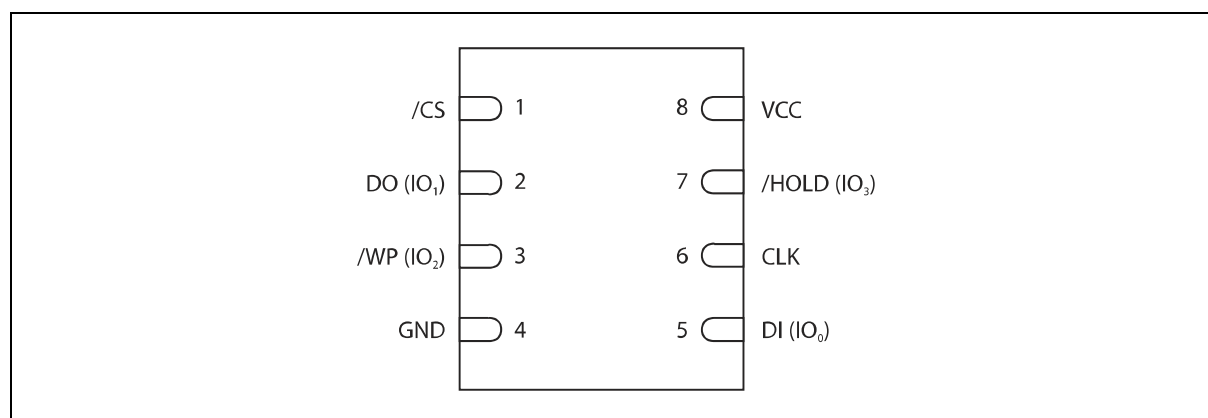 /CS 1 8 VCC
DO (IO₁) 2 7 /HOLD (IO₃)
/WP (IO₂) 3 6 CLK
GND 4 5 DI (IO₀)